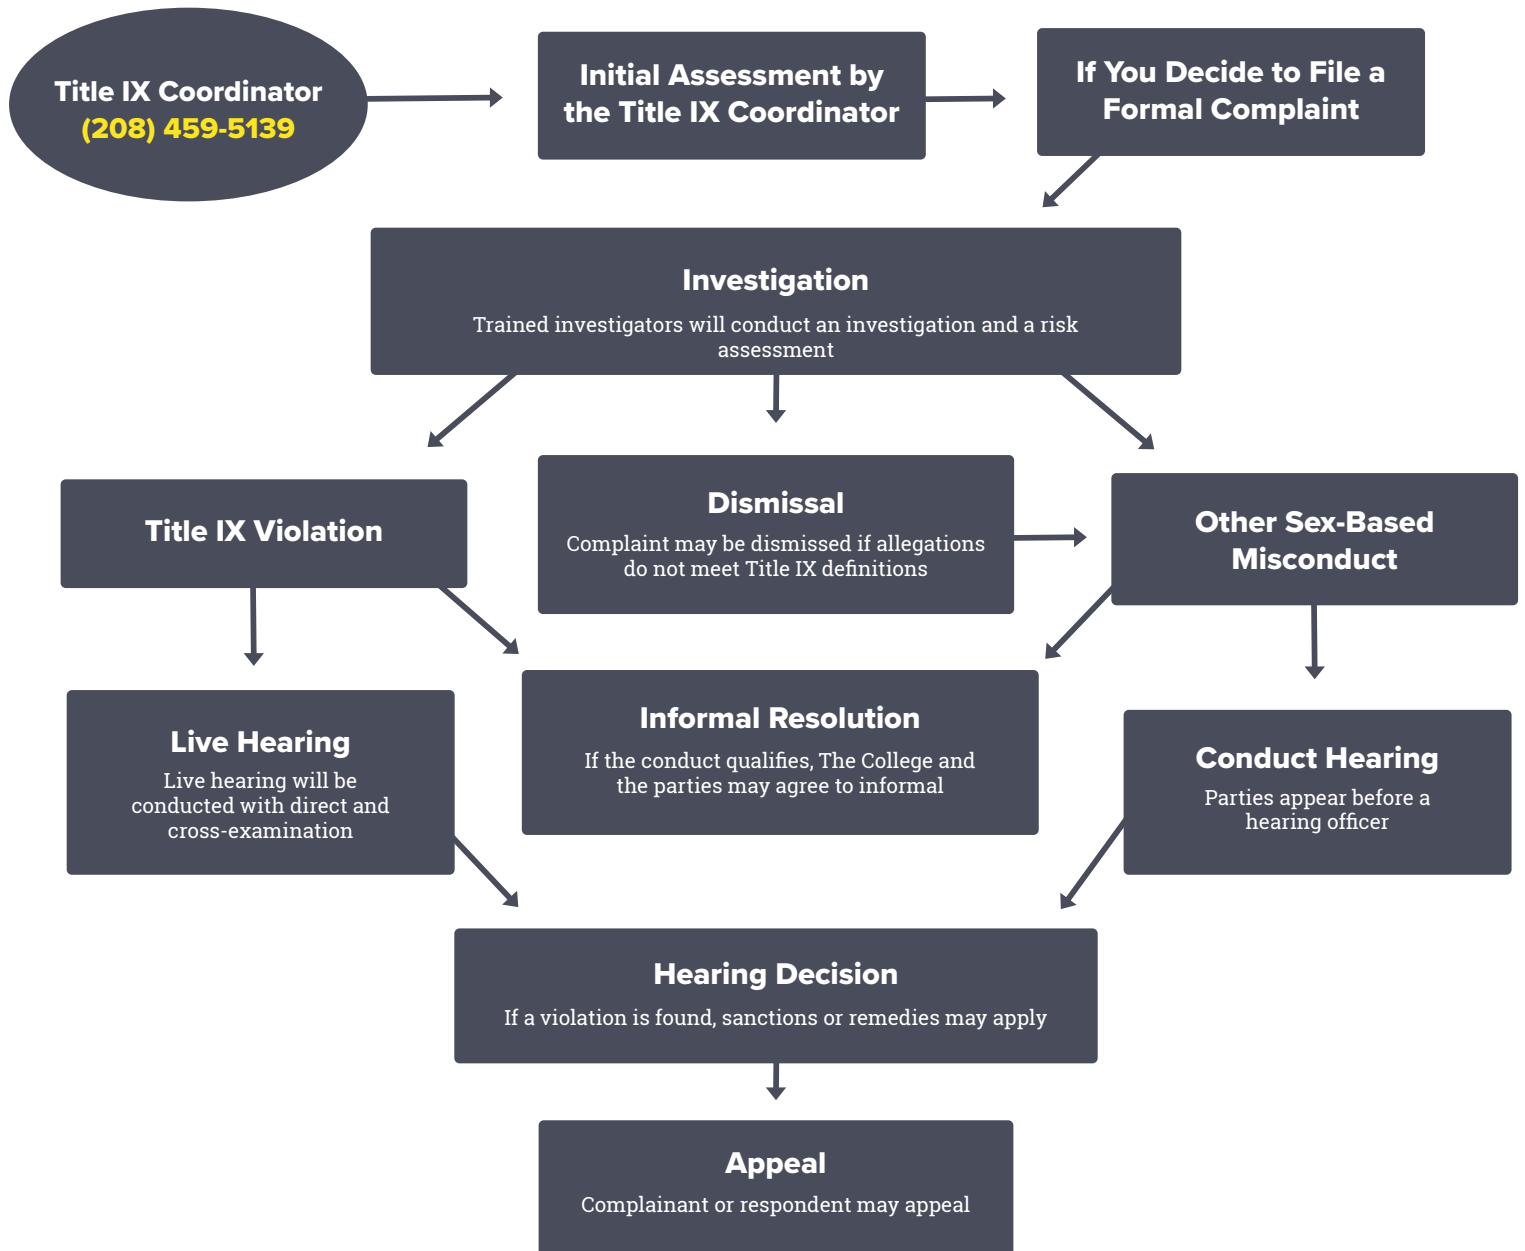 Title IX Coordinator
(208) 459-5139
Initial Assessment by
the Title IX Coordinator
If You Decide to File a
Formal Complaint
Investigation
Trained investigators will conduct an investigation and a risk
assessment
Title IX Violation
Dismissal
Complaint may be dismissed if allegations
do not meet Title IX definitions
Other Sex-Based
Misconduct
Live Hearing
Live hearing will be
conducted with direct and
cross-examination
Informal Resolution
If the conduct qualifies, The College and
the parties may agree to informal
Conduct Hearing
Parties appear before a
hearing officer
Hearing Decision
If a violation is found, sanctions or remedies may apply
Appeal
Complainant or respondent may appeal